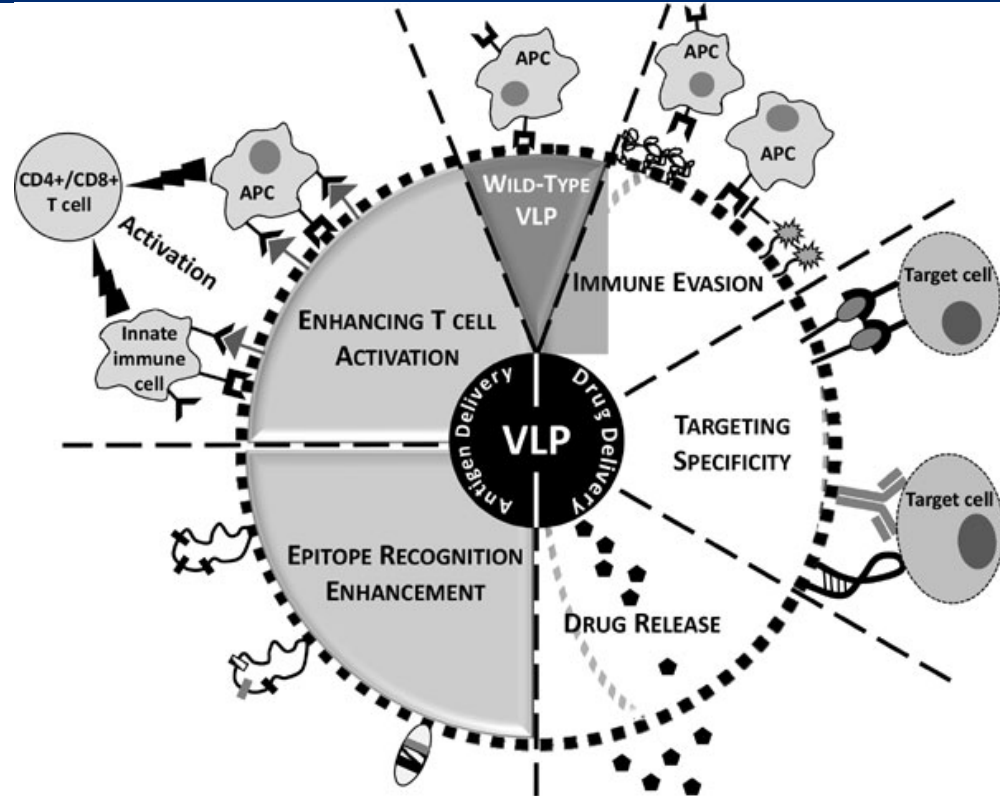 APC
APC
APC
WILD-TYPE
VLP
CD4+/CD8+
T cell
APC
Activation
IMMUNE EVASION
Target cell
ENHANCING T CELL
ACTIVATION
Innate
immune
cell
Antigen Delivery
Drug Delivery
VLP
TARGETING
SPECIFICITY
Target cell
EPITOPE RECOGNITION
ENHANCEMENT
DRUG RELEASE